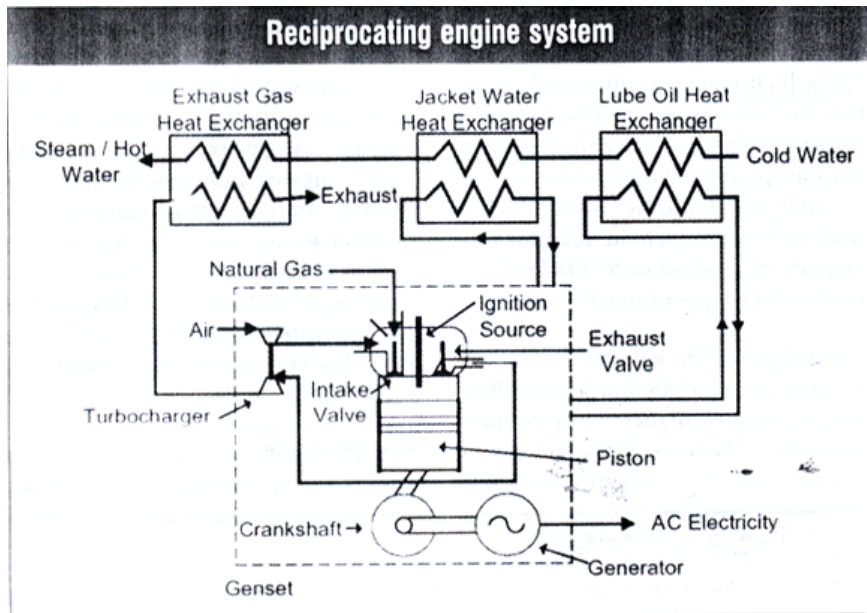 Reciprocating engine system
Exhaust Gas
Heat Exchanger
Jacket Water
Heat Exchanger
Lube Oil Heat
Exchanger
Steam / Hot
Water
Cold Water
Exhaust
Natural Gas
Ignition
Source
Air
Exhaust
Valve
Intake
Valve
Turbocharger
Piston
Crankshaft
AC Electricity
Generator
Genset